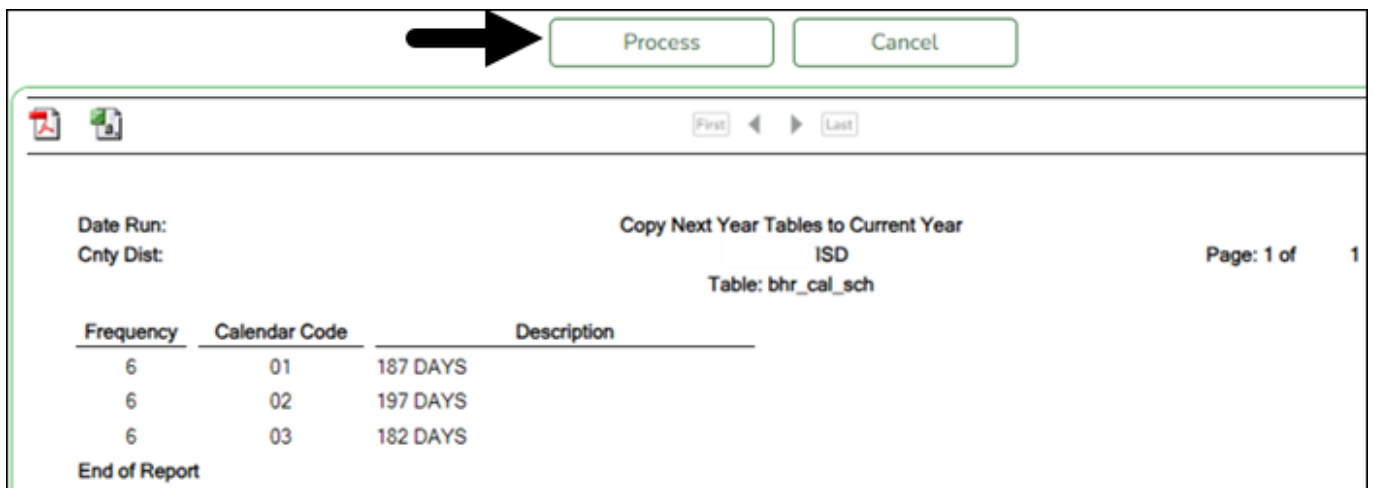 Process Cancel
First Last
Date Run: Copy Next Year Tables to Current Year
Cnty Dist: ISD Page: 1 of 1
Table: bhr_cal_sch
Frequency Calendar Code Description
6 01 187 DAYS
6 02 197 DAYS
6 03 182 DAYS
End of Report